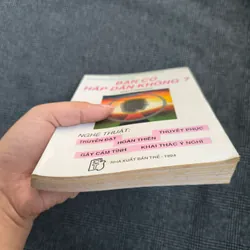 BẠN CÓ
HẤP DẪN KHÔNG ?
NGHỆ THUẬT:
THUYẾT PHỤC
TRUYỀN ĐẠT
HOÀN THIỆN
GÂY CẢM TÌNH
KHAI THÁC Ý NGHĨ
NHÀ XUẤT BẢN TRẺ - 1994